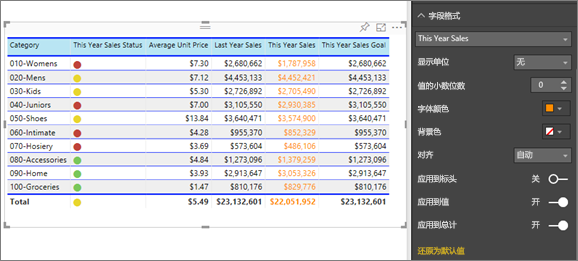 Category This Year Sales Status Average Unit Price Last Year Sales This Year Sales This Year Sales Goal
010-Womens $7.30 $2,680,662 $1,787,958 $2,680,662
020-Mens $7.12 $4,453,133 $4,452,421 $4,453,133
030-Kids $5.30 $2,726,892 $2,705,490 $2,726,892
040-Juniors $7.00 $3,105,550 $2,930,385 $3,105,550
050-Shoes $13.84 $3,640,471 $3,574,900 $3,640,471
060-Intimate $4.28 $955,370 $852,329 $955,370
070-Hosiery $3.69 $573,604 $486,106 $573,604
080-Accessories $4.84 $1,273,096 $1,379,259 $1,273,096
090-Home $3.93 $2,913,647 $3,053,326 $2,913,647
100-Groceries $1.47 $810,176 $829,776 $810,176
Total $5.49 $23,132,601 $22,051,952 $23,132,601
字段格式
This Year Sales
显示单位 无
值的小数位数 0
字体颜色
背景色
对齐 自动
应用到标头 关
应用到值 开
应用到总计 开
还原为默认值